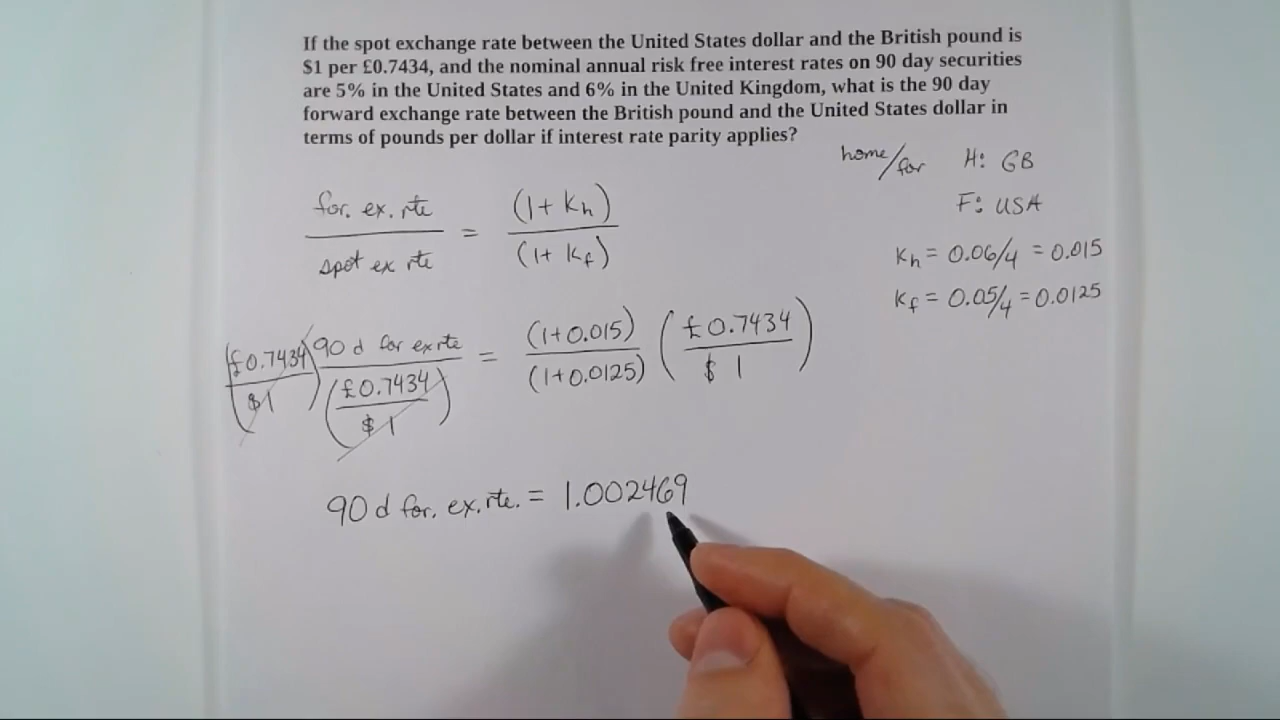 If the spot exchange rate between the United States dollar and the British pound is
$1 per £0.7434, and the nominal annual risk free interest rates on 90 day securities
are 5% in the United States and 6% in the United Kingdom, what is the 90 day
forward exchange rate between the British pound and the United States dollar in
terms of pounds per dollar if interest rate parity applies?
home/for H: GB
F: USA
for. ex. rte / spot ex rte = (1 + Kh) / (1 + Kf)
Kh = 0.06/4 = 0.015
Kf = 0.05/4 = 0.0125
(£0.7434 / $1) 90 d for ex rte / (£0.7434 / $1) = (1+0.015) / (1+0.0125) (£0.7434 / $ 1)
90 d for. ex. rte. = 1.002469